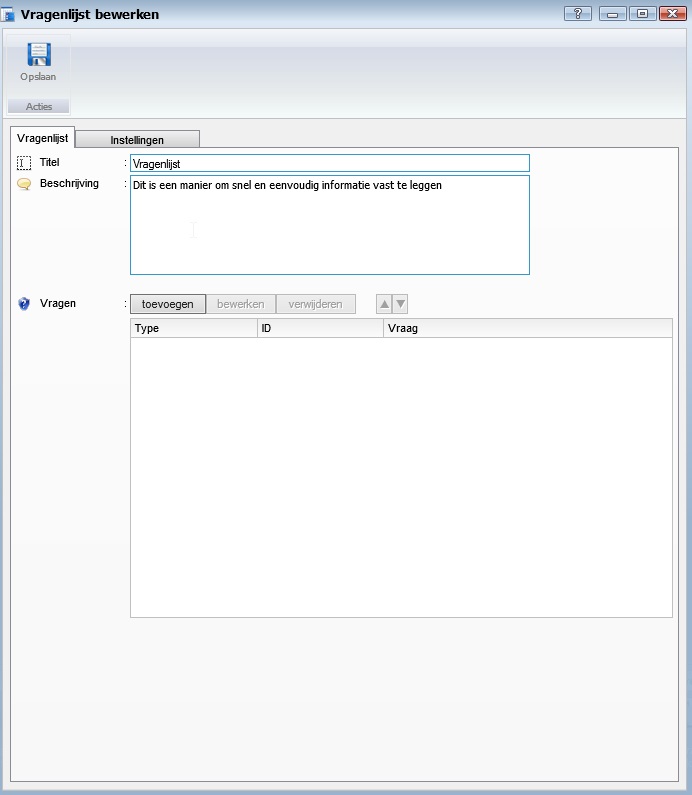 Vragenlijst bewerken
?
Opslaan
Acties
Vragenlijst
Instellingen
Titel : Vragenlijst
Beschrijving : Dit is een manier om snel en eenvoudig informatie vast te leggen
Vragen : toevoegen bewerken verwijderen
Type ID Vraag